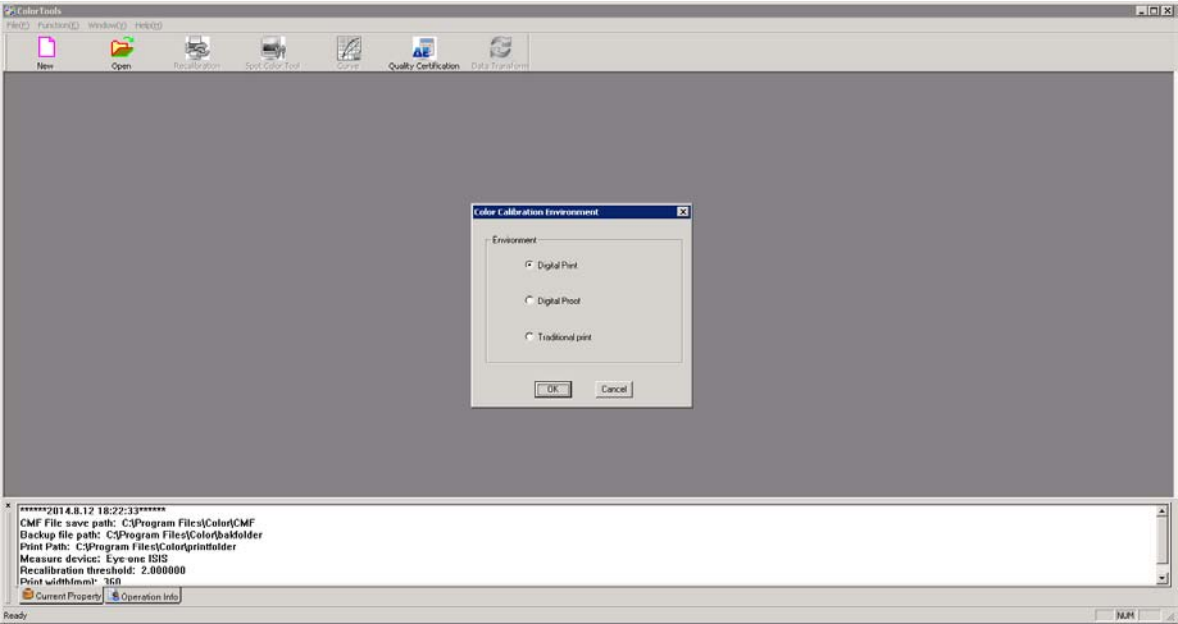 ColorTools
File(F) Function(E) Window(Y) Help(H)
New Open Recalibration Spot Color Tool Curve Quality Certification Data Transform
Color Calibration Environment
Environment
Digital Print
Digital Proof
Traditional print
OK Cancel
******2014.8.12 18:22:33******
CMF File save path: C:\Program Files\Color\CMF
Backup file path: C:\Program Files\Color\bakfolder
Print Path: C:\Program Files\Color\printfolder
Measure device: Eye-one ISIS
Recalibration threshold: 2.000000
Print width(mm): 360
Current Property Operation Info
Ready NUM